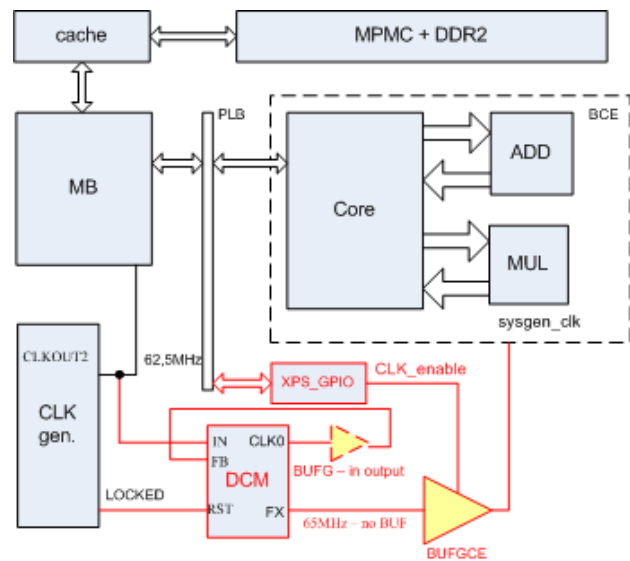 cache
MPMC + DDR2
PLB
BCE
MB
Core
ADD
MUL
sysgen_clk
CLKOUT2
62,5MHz
CLK
gen.
XPS_GPIO
CLK_enable
IN
CLK0
FB
BUFG – in output
DCM
LOCKED
RST
FX
65MHz – no BUF
BUFGCE